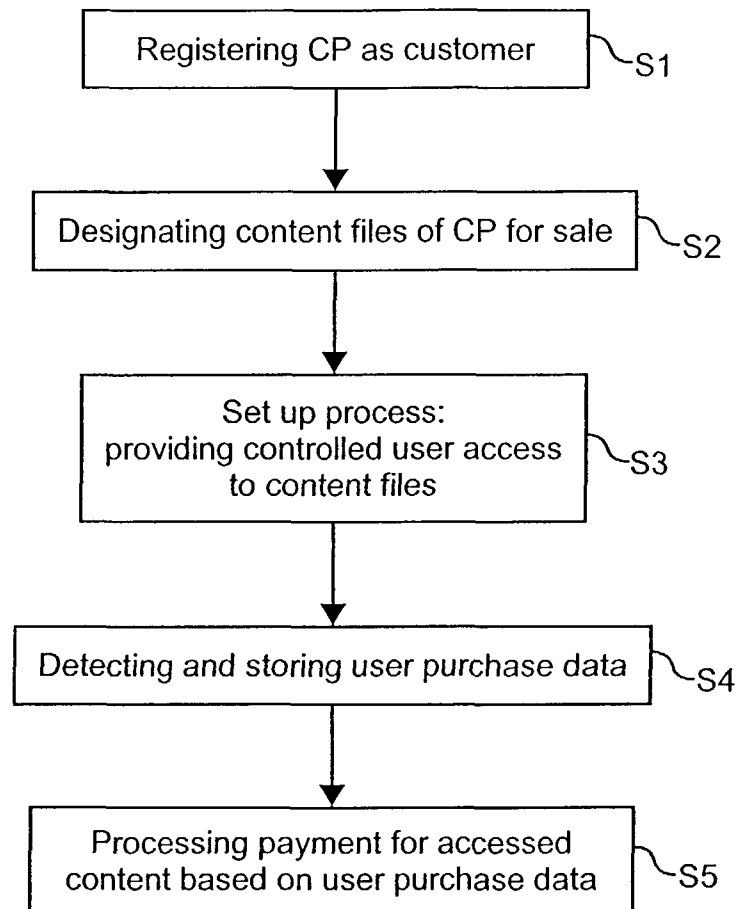 Registering CP as customer
S1
Designating content files of CP for sale
S2
Set up process:
providing controlled user access
to content files
S3
Detecting and storing user purchase data
S4
Processing payment for accessed
content based on user purchase data
S5